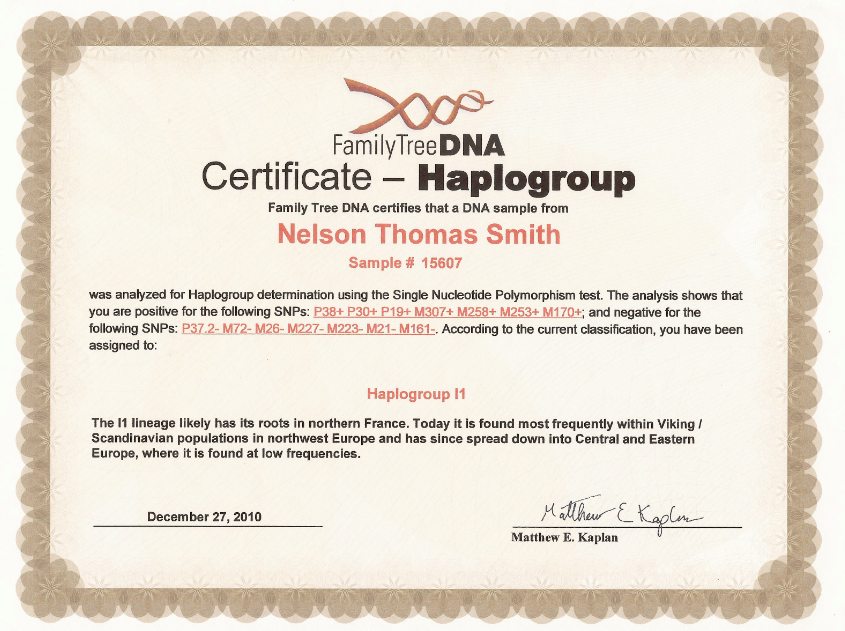 FamilyTreeDNA
Certificate – Haplogroup
Family Tree DNA certifies that a DNA sample from
Nelson Thomas Smith
Sample # 15607
was analyzed for Haplogroup determination using the Single Nucleotide Polymorphism test. The analysis shows that
you are positive for the following SNPs: P38+ P30+ P19+ M307+ M258+ M253+ M170+; and negative for the
following SNPs: P37.2- M72- M26- M227- M223- M21- M161-. According to the current classification, you have been
assigned to:
Haplogroup I1
The I1 lineage likely has its roots in northern France. Today it is found most frequently within Viking /
Scandinavian populations in northwest Europe and has since spread down into Central and Eastern
Europe, where it is found at low frequencies.
December 27, 2010
Matthew E Kaplan
Matthew E. Kaplan